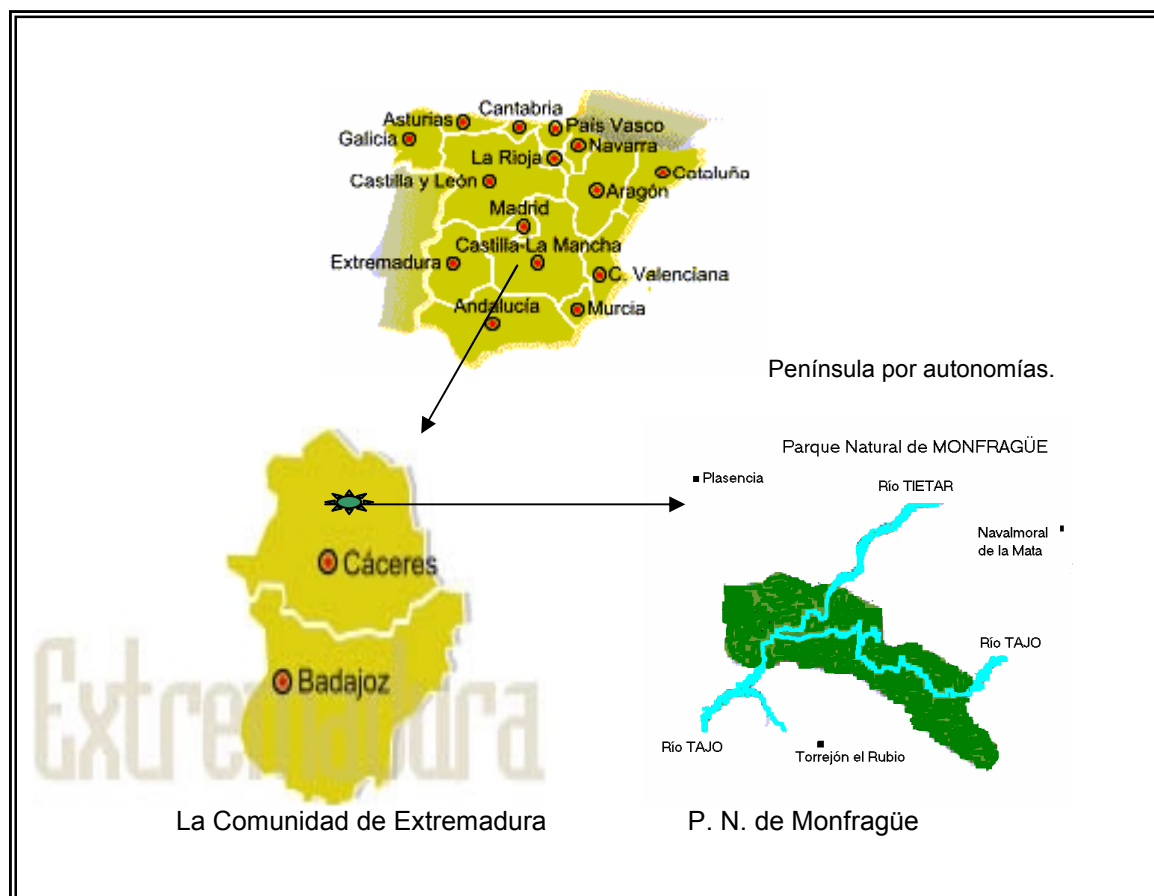 Cantabria
Asturias
País Vasco
Galicia
Navarra
La Rioja
Cataluña
Castilla y León
Aragón
Madrid
Castilla-La Mancha
Extremadura
C. Valenciana
Andalucía
Murcia
Península por autonomías.
Parque Natural de MONFRAGÜE
Plasencia
Río TIETAR
Navalmoral
de la Mata
Cáceres
Río TAJO
Badajoz
Extremadura
Río TAJO
Torrejón el Rubio
La Comunidad de Extremadura
P. N. de Monfragüe